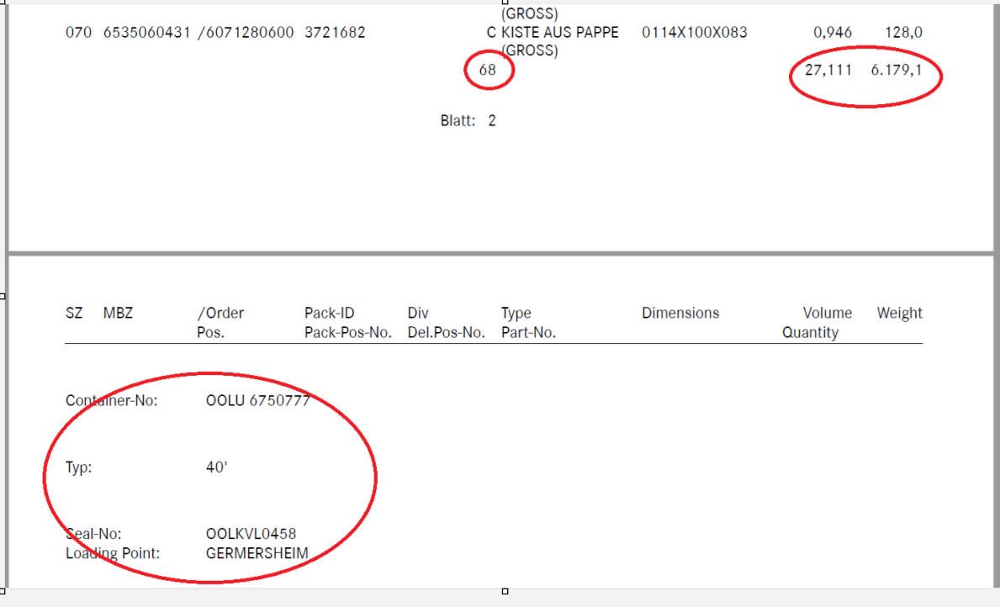 (GROSS)
070 6535060431 /6071280600 3721682 C KISTE AUS PAPPE 0114X100X083 0,946 128,0
(GROSS)
68 27,111 6.179,1
Blatt: 2
SZ MBZ /Order Pack-ID Div Type Dimensions Volume Weight
Pos. Pack-Pos-No. Del.Pos-No. Part-No. Quantity
Container-No: OOLU 6750777
Typ: 40'
Seal-No: OOLKVL0458
Loading Point: GERMERSHEIM